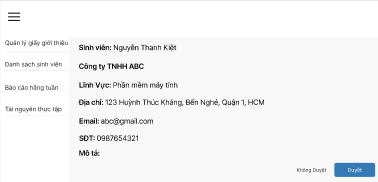 Quản lý giấy giới thiệu
Danh sách sinh viên
Báo cáo hằng tuần
Tài nguyên thực tập
Sinh viên: Nguyễn Thanh Kiệt
Công ty TNHH ABC
Lĩnh Vực: Phần mềm máy tính
Địa chỉ: 123 Huỳnh Thúc Kháng, Bến Nghé, Quận 1, HCM
Email: abc@gmail.com
SĐT: 0987654321
Mô tả:
Không Duyệt
Duyệt